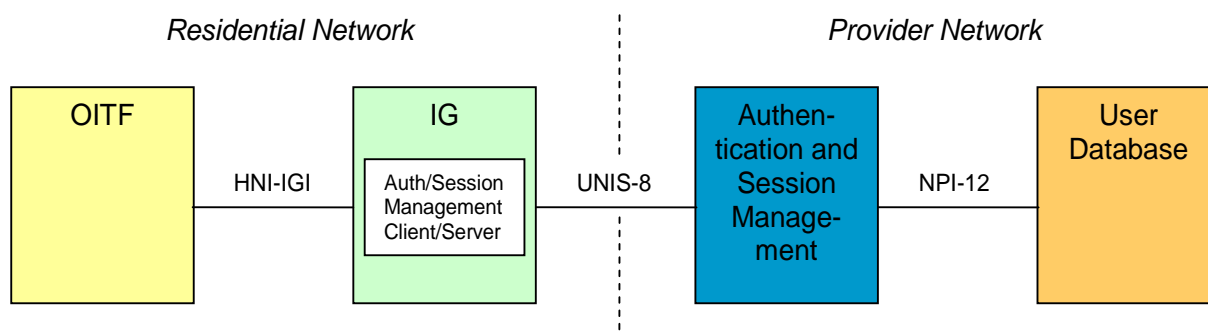 Residential Network
Provider Network
OITF
HNI-IGI
IG
Auth/Session
Management
Client/Server
UNIS-8
Authen-
tication and
Session
Manage-
ment
NPI-12
User
Database